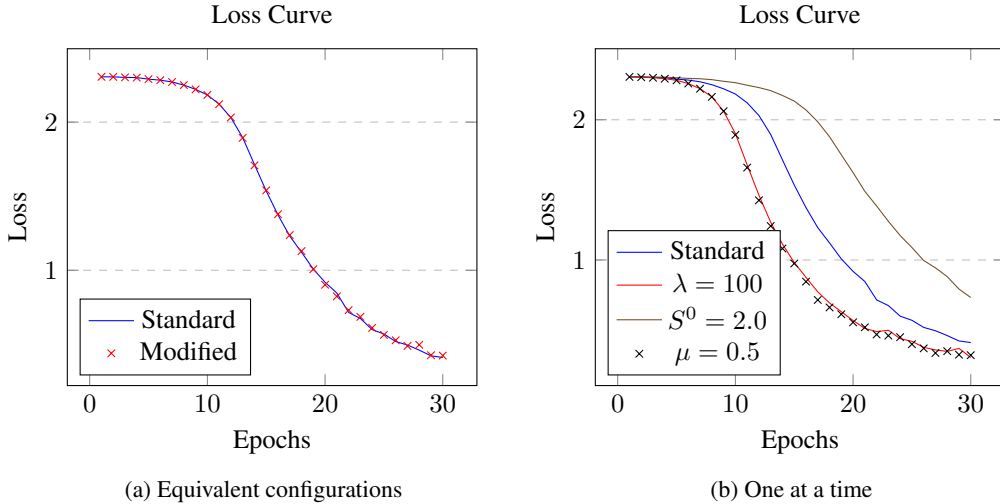 Loss Curve
2
1
Loss
Standard
Modified
0 10 20 30
Epochs
(a) Equivalent configurations
Loss Curve
2
1
Loss
Standard
λ = 100
S⁰ = 2.0
μ = 0.5
0 10 20 30
Epochs
(b) One at a time